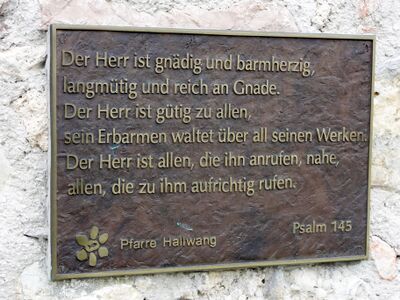 Der Herr ist gnädig und barmherzig,
langmütig und reich an Gnade.
Der Herr ist gütig zu allen,
sein Erbarmen waltet über all seinen Werken.
Der Herr ist allen, die ihn anrufen, nahe,
allen, die zu ihm aufrichtig rufen.
Psalm 145
Pfarre Hallwang